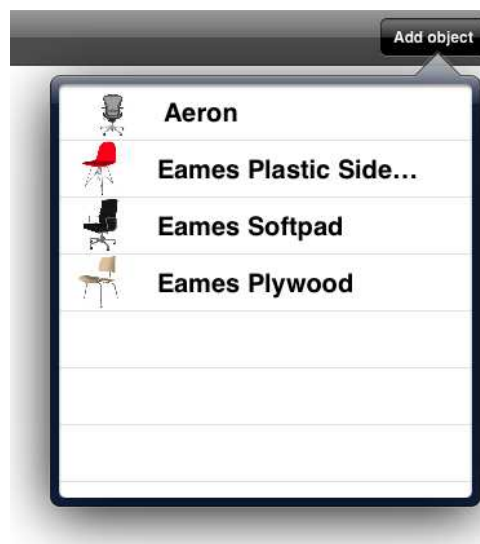 Add object
Aeron
Eames Plastic Side...
Eames Softpad
Eames Plywood